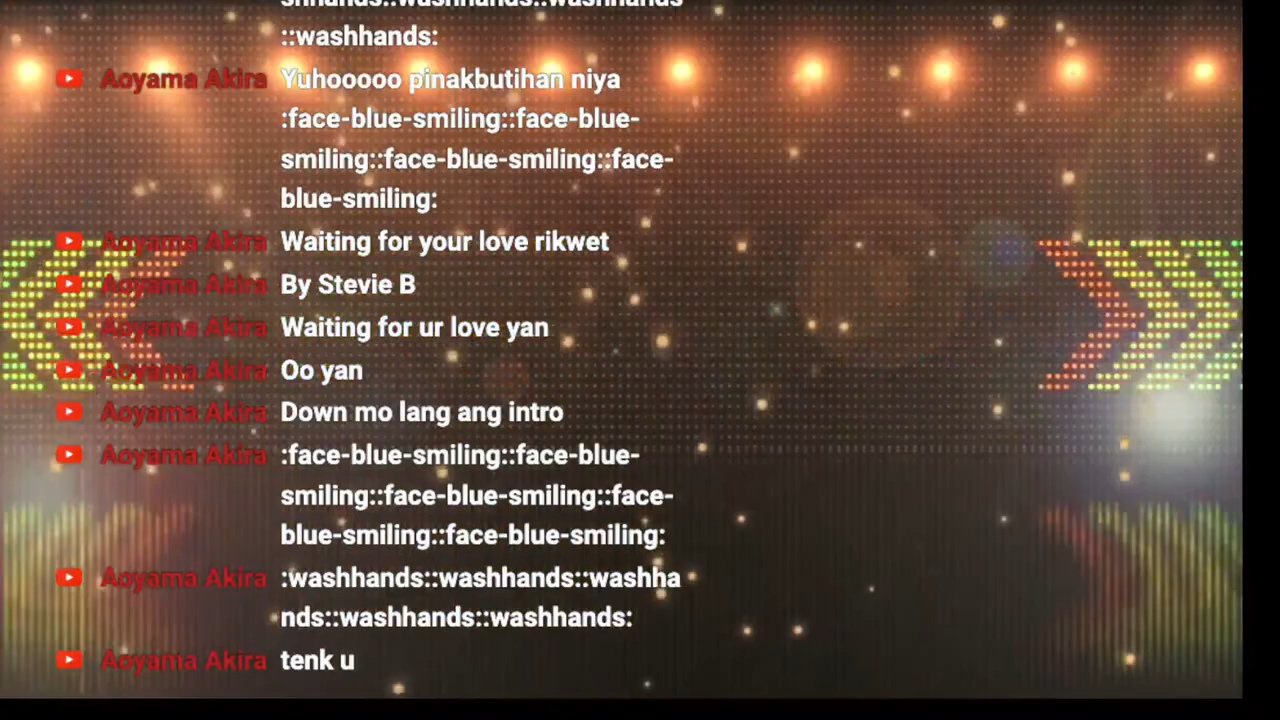 shhands::washhands::washhands
::washhands:
Aoyama Akira Yuhooooo pinakbutihan niya
:face-blue-smiling::face-blue-
smiling::face-blue-smiling::face-
blue-smiling:
Aoyama Akira Waiting for your love rikwet
Aoyama Akira By Stevie B
Aoyama Akira Waiting for ur love yan
Aoyama Akira Oo yan
Aoyama Akira Down mo lang ang intro
Aoyama Akira :face-blue-smiling::face-blue-
smiling::face-blue-smiling::face-
blue-smiling::face-blue-smiling:
Aoyama Akira :washhands::washhands::washha
nds::washhands::washhands:
Aoyama Akira tenk u